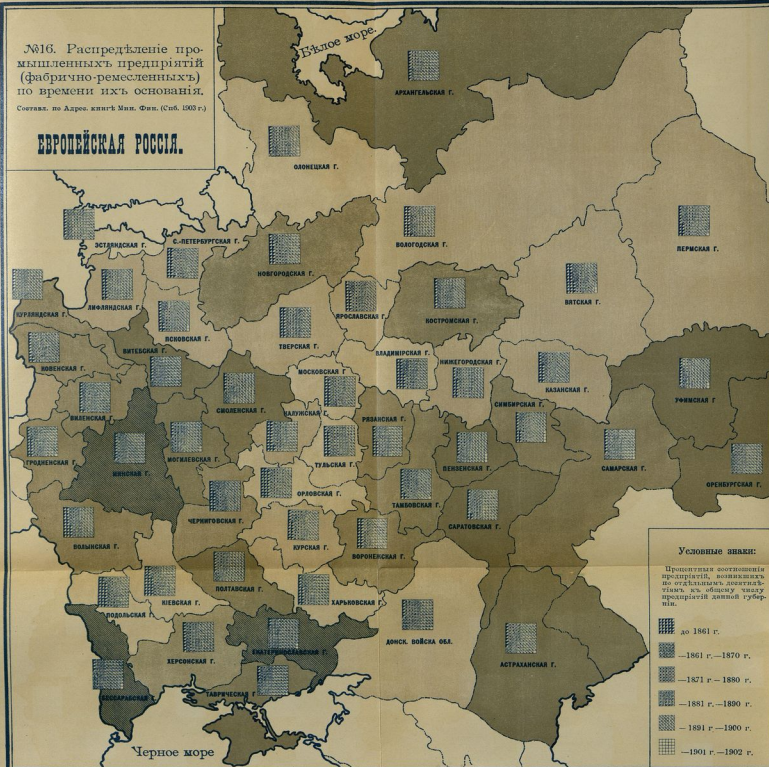 №16. Распредѣленіе про-
мышленныхъ предпріятій
(фабрично-ремесленныхъ)
по времени ихъ основанія.
Составл. по Адрес. книгѣ Мин. Фин. (Спб. 1903 г.)
ЕВРОПЕЙСКАЯ РОССІЯ.
Бѣлое море.
АРХАНГЕЛЬСКАЯ Г.
ОЛОНЕЦКАЯ Г.
ЭСТЛЯНДСКАЯ Г.
С.-ПЕТЕРБУРГСКАЯ Г.
ВОЛОГОДСКАЯ Г.
ПЕРМСКАЯ Г.
НОВГОРОДСКАЯ Г.
ВЯТСКАЯ Г.
ЛИФЛЯНДСКАЯ Г.
КУРЛЯНДСКАЯ Г.
ЯРОСЛАВСКАЯ Г.
КОСТРОМСКАЯ Г.
ПСКОВСКАЯ Г.
ТВЕРСКАЯ Г.
ВИТЕБСКАЯ Г.
ВЛАДИМІРСКАЯ Г.
НИЖЕГОРОДСКАЯ Г.
КОВЕНСКАЯ Г.
МОСКОВСКАЯ Г.
КАЗАНСКАЯ Г.
УФИМСКАЯ Г
СИМБИРСКАЯ Г.
СМОЛЕНСКАЯ Г.
КАЛУЖСКАЯ Г.
ВИЛЕНСКАЯ Г.
РЯЗАНСКАЯ Г.
ГРОДНЕНСКАЯ Г.
МОГИЛЕВСКАЯ Г.
ТУЛЬСКАЯ Г.
ПЕНЗЕНСКАЯ Г.
САМАРСКАЯ Г.
МИНСКАЯ Г.
ОРЕНБУРГСКАЯ Г.
ОРЛОВСКАЯ Г.
ТАМБОВСКАЯ Г.
ЧЕРНИГОВСКАЯ Г.
САРАТОВСКАЯ Г.
ВОЛЫНСКАЯ Г.
КУРСКАЯ Г.
ВОРОНЕЖСКАЯ Г.
ПОЛТАВСКАЯ Г.
КІЕВСКАЯ Г.
ХАРЬКОВСКАЯ Г.
ПОДОЛЬСКАЯ Г.
ДОНСК. ВОЙСКА ОБЛ.
ЕКАТЕРИНОСЛАВСКАЯ Г.
ХЕРСОНСКАЯ Г.
АСТРАХАНСКАЯ Г.
БЕССАРАБСКАЯ Г.
ТАВРИЧЕСКАЯ Г
Черное море
Условные знаки:
Процентныя соотношенія
предпріятій, возникшихъ
по отдѣльнымъ десятилѣ-
тіямъ къ общему числу
предпріятій данной губер-
ніи.
до 1861 г.
—1861 г.—1870 г.
—1871 г.—1880 г.
—1881 г.—1890 г.
—1891 г.—1900 г.
—1901 г.—1902 г.